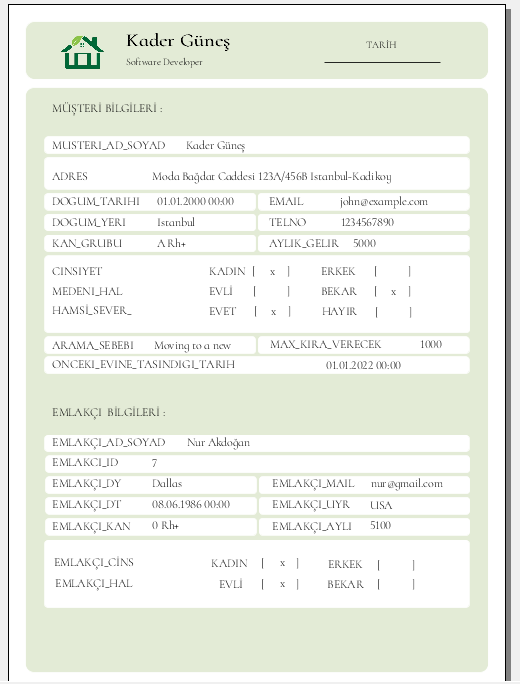 Kader Güneş
TARİH
Software Developer
MÜŞTERİ BİLGİLERİ :
MUSTERI_AD_SOYAD Kader Güneş
ADRES Moda Bağdat Caddesi 123A/456B Istanbul-Kadikoy
DOGUM_TARIHI 01.01.2000 00:00 EMAIL john@example.com
DOGUM_YERI Istanbul TELNO 1234567890
KAN_GRUBU A Rh+ AYLIK_GELIR 5000
CINSIYET KADIN | x | ERKEK | |
MEDENI_HAL EVLİ | | BEKAR | x |
HAMSİ_SEVER_ EVET | x | HAYIR | |
ARAMA_SEBEBI Moving to a new MAX_KIRA_VERECEK 1000
ONCEKI_EVINE_TASINDIGI_TARIH 01.01.2022 00:00
EMLAKÇI BİLGİLERİ :
EMLAKÇI_AD_SOYAD Nur Akdoğan
EMLAKCI_ID 7
EMLAKÇI_DY Dallas EMLAKÇI_MAIL nur@gmail.com
EMLAKÇI_DT 08.06.1986 00:00 EMLAKÇI_UYR USA
EMLAKÇI_KAN 0 Rh+ EMLAKÇI_AYLI 5100
EMLAKÇI_CİNS KADIN | x | ERKEK | |
EMLAKÇI_HAL EVLİ | x | BEKAR | |